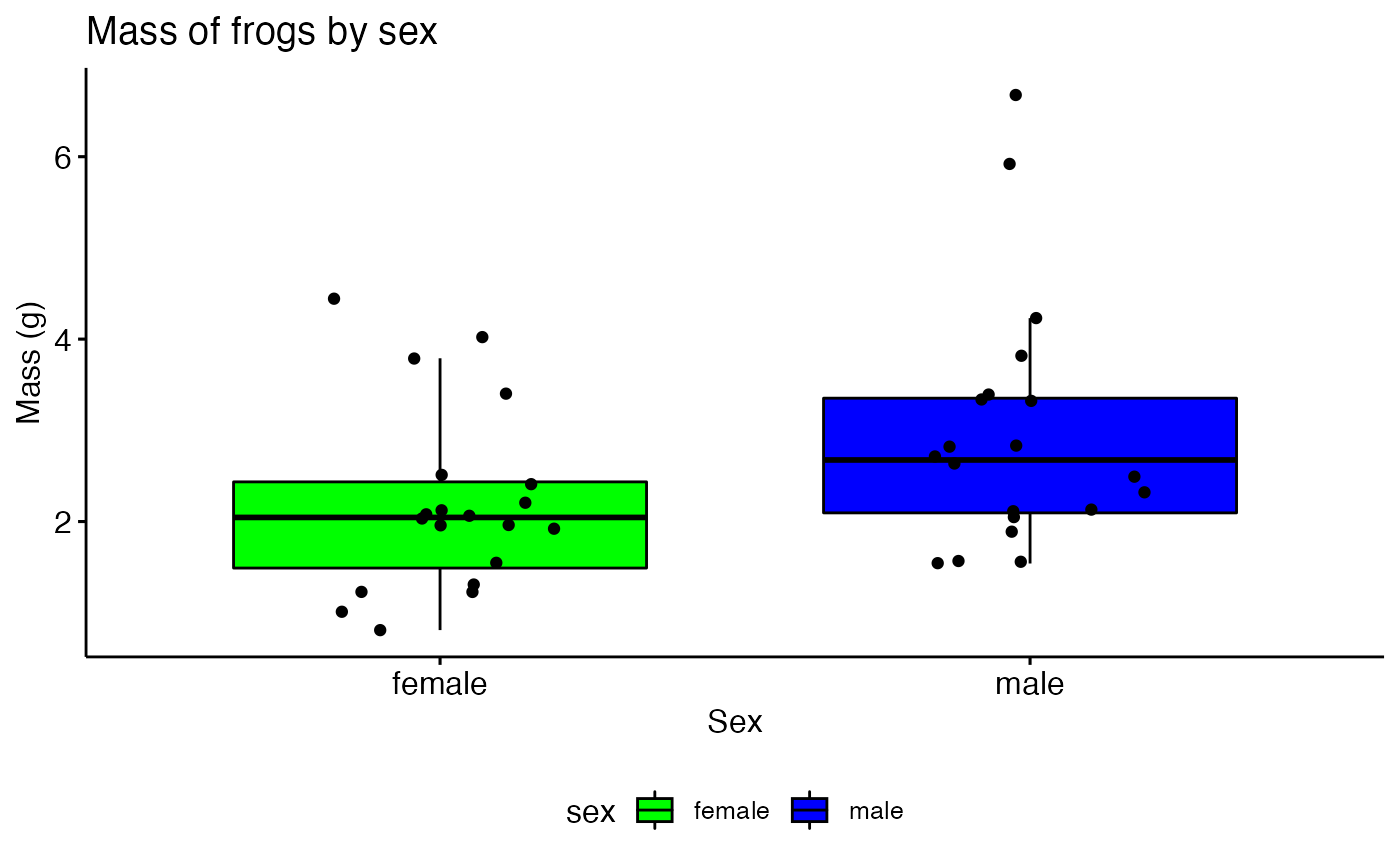 Mass of frogs by sex
6
4
2
Mass (g)
female male
Sex
sex female male